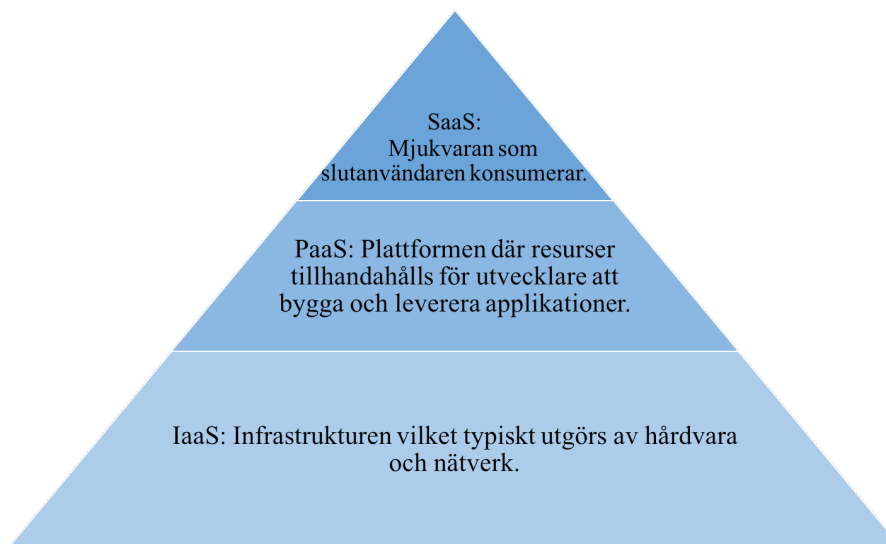 SaaS:
Mjukvaran som
slutanvändaren konsumerar.
PaaS: Plattformen där resurser
tillhandahålls för utvecklare att
bygga och leverera applikationer.
IaaS: Infrastrukturen vilket typiskt utgörs av hårdvara
och nätverk.